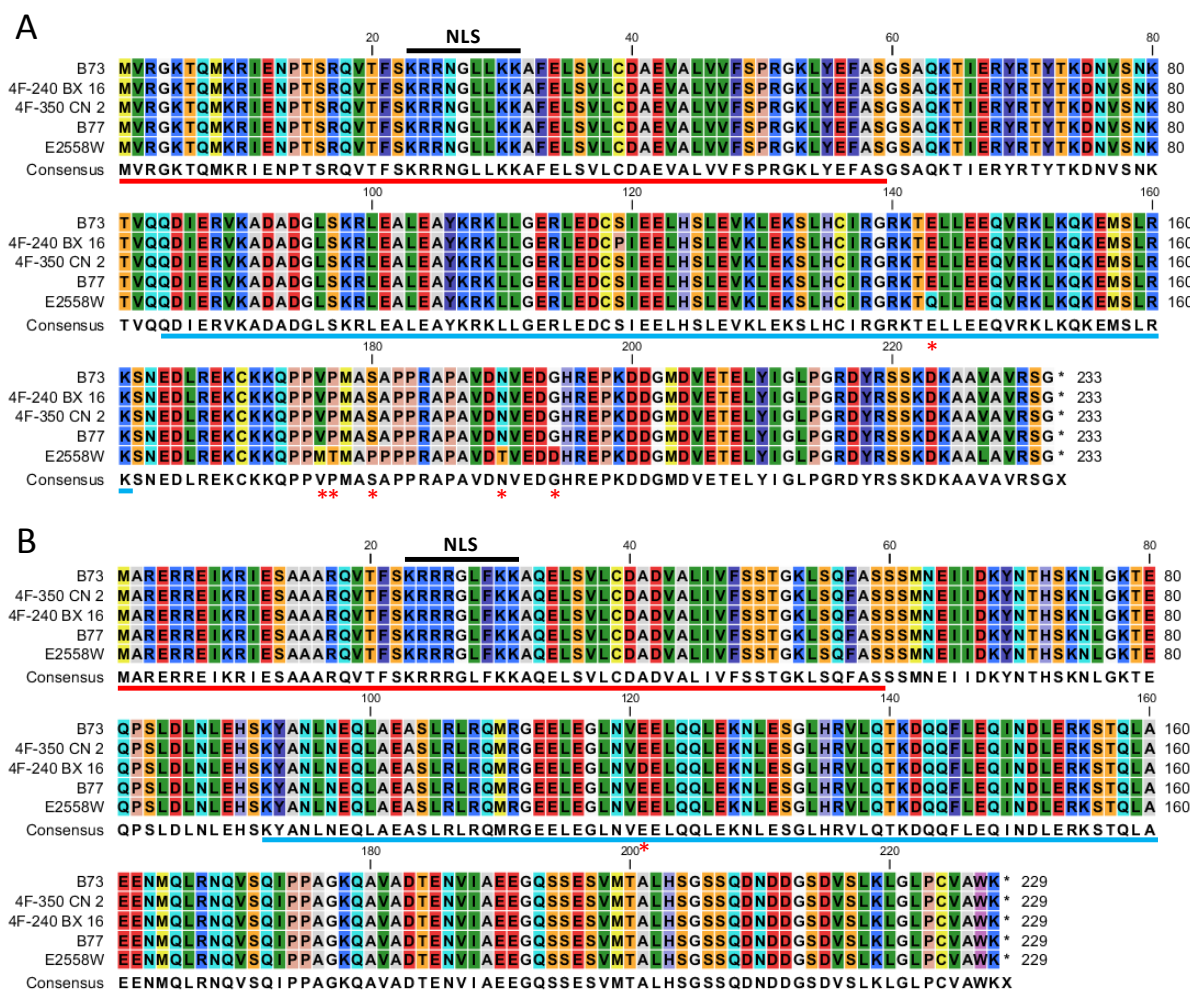 A
NLS
20 40 60 80
B73 MVRGKTQMKRIENPTSRQVTFSKRRNGLLKKAFELSVLCDAEVALVVFSPRGKLYEFASGSAQKTIERYRTYTKDNVSNK 80
4F-240 BX 16 MVRGKTQMKRIENPTSRQVTFSKRRNGLLKKAFELSVLCDAEVALVVFSPRGKLYEFASGSAQKTIERYRTYTKDNVSNK 80
4F-350 CN 2 MVRGKTQMKRIENPTSRQVTFSKRRNGLLKKAFELSVLCDAEVALVVFSPRGKLYEFASGSAQKTIERYRTYTKDNVSNK 80
B77 MVRGKTQMKRIENPTSRQVTFSKRRNGLLKKAFELSVLCDAEVALVVFSPRGKLYEFASGSAQKTIERYRTYTKDNVSNK 80
E2558W MVRGKTQMKRIENPTSRQVTFSKRRNGLLKKAFELSVLCDAEVALVVFSPRGKLYEFASGSAQKTIERYRTYTKDNVSNK 80
Consensus MVRGKTQMKRIENPTSRQVTFSKRRNGLLKKAFELSVLCDAEVALVVFSPRGKLYEFASGSAQKTIERYRTYTKDNVSNK
100 120 140 160
B73 TVQQDIERVKADADGLSKRLEALEAYKRKLLGERLEDCSIEELHSLEVKLEKSLHCIRGRKTELLEEQVRKLKQKEMSLR 160
4F-240 BX 16 TVQQDIERVKADADGLSKRLEALEAYKRKLLGERLEDCPIEELHSLEVKLEKSLHCIRGRKTELLEEQVRKLKQKEMSLR 160
4F-350 CN 2 TVQQDIERVKADADGLSKRLEALEAYKRKLLGERLEDCSIEELHSLEVKLEKSLHCIRGRKTELLEEQVRKLKQKEMSLR 160
B77 TVQQDIERVKADADGLSKRLEALEAYKRKLLGERLEDCSIEELHSLEVKLEKSLHCIRGRKTELLEEQVRKLKQKEMSLR 160
E2558W TVQQDIERVKADADGLSKRLEALEAYKRKLLGERLEDCSIEELHSLEVKLEKSLHCIRGRKTQLLEEQVRKLKQKEMSLR 160
Consensus TVQQDIERVKADADGLSKRLEALEAYKRKLLGERLEDCSIEELHSLEVKLEKSLHCIRGRKTELLEEQVRKLKQKEMSLR
*
180 200 220
B73 KSNEDLREKCKKQPPVPMASAPPRAPAVDNVEDGHREPKDDGMDVETELYIGLPGRDYRSSKDKAAVAVRSG* 233
4F-240 BX 16 KSNEDLREKCKKQPPVPMASAPPRAPAVDNVEDGHREPKDDGMDVETELYIGLPGRDYRSSKDKAAVAVRSG* 233
4F-350 CN 2 KSNEDLREKCKKQPPVPMASAPPRAPAVDNVEDGHREPKDDGMDVETELYIGLPGRDYRSSKDKAAVAVRSG* 233
B77 KSNEDLREKCKKQPPVPMASAPPRAPAVDNVEDGHREPKDDGMDVETELYIGLPGRDYRSSKDKAAVAVRSG* 233
E2558W KSNEDLREKCKKQPPMTMAPPPPRAPAVDTVEDDHREPKDDGMDVETELYIGLPGRDYRSSKDKAALAVRSG* 233
Consensus KSNEDLREKCKKQPPVPMASAPPRAPAVDNVEDGHREPKDDGMDVETELYIGLPGRDYRSSKDKAAVAVRSGX
** * * *
B
NLS
20 40 60 80
B73 MARERREIKRIESAAARQVTFSKRRRGLFKKAQELSVLCDADVALIVFSSTGKLSQFASSSMNEIIDKYNTHSKNLGKTE 80
4F-350 CN 2 MARERREIKRIESAAARQVTFSKRRRGLFKKAQELSVLCDADVALIVFSSTGKLSQFASSSMNEIIDKYNTHSKNLGKTE 80
4F-240 BX 16 MARERREIKRIESAAARQVTFSKRRRGLFKKAQELSVLCDADVALIVFSSTGKLSQFASSSMNEIIDKYNTHSKNLGKTE 80
B77 MARERREIKRIESAAARQVTFSKRRRGLFKKAQELSVLCDADVALIVFSSTGKLSQFASSSMNEIIDKYNTHSKNLGKTE 80
E2558W MARERREIKRIESAAARQVTFSKRRRGLFKKAQELSVLCDADVALIVFSSTGKLSQFASSSMNEIIDKYNTHSKNLGKTE 80
Consensus MARERREIKRIESAAARQVTFSKRRRGLFKKAQELSVLCDADVALIVFSSTGKLSQFASSSMNEIIDKYNTHSKNLGKTE
100 120 140 160
B73 QPSLDLNLEHSKYANLNEQLAEASLRLRQMRGEELEGLNVEELQQLEKNLESGLHRVLQTKDQQFLEQINDLERKSTQLA 160
4F-350 CN 2 QPSLDLNLEHSKYANLNEQLAEASLRLRQMRGEELEGLNVEELQQLEKNLESGLHRVLQTKDQQFLEQINDLERKSTQLA 160
4F-240 BX 16 QPSLDLNLEHSKYANLNEQLAEASLRLRQMRGEELEGLNVDELQQLEKNLESGLHRVLQTKDQQFLEQINDLERKSTQLA 160
B77 QPSLDLNLEHSKYANLNEQLAEASLRLRQMRGEELEGLNVEELQQLEKNLESGLHRVLQTKDQQFLEQINDLERKSTQLA 160
E2558W QPSLDLNLEHSKYANLNEQLAEASLRLRQMRGEELEGLNVEELQQLEKNLESGLHRVLQTKDQQFLEQINDLERKSTQLA 160
Consensus QPSLDLNLEHSKYANLNEQLAEASLRLRQMRGEELEGLNVEELQQLEKNLESGLHRVLQTKDQQFLEQINDLERKSTQLA
*
180 200 220
B73 EENMQLRNQVSQIPPAGKQAVADTENVIAEEGQSSESVMTALHSGSSQDNDDGSDVSLKLGLPCVAWK* 229
4F-350 CN 2 EENMQLRNQVSQIPPAGKQAVADTENVIAEEGQSSESVMTALHSGSSQDNDDGSDVSLKLGLPCVAWK* 229
4F-240 BX 16 EENMQLRNQVSQIPPAGKQAVADTENVIAEEGQSSESVMTALHSGSSQDNDDGSDVSLKLGLPCVAWK* 229
B77 EENMQLRNQVSQIPPAGKQAVADTENVIAEEGQSSESVMTALHSGSSQDNDDGSDVSLKLGLPCVAWK* 229
E2558W EENMQLRNQVSQIPPAGKQAVADTENVIAEEGQSSESVMTALHSGSSQDNDDGSDVSLKLGLPCVAWK* 229
Consensus EENMQLRNQVSQIPPAGKQAVADTENVIAEEGQSSESVMTALHSGSSQDNDDGSDVSLKLGLPCVAWKX